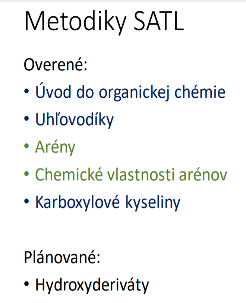 Metodiky SATL
Overené:
• Úvod do organickej chémie
• Uhľovodíky
• Arény
• Chemické vlastnosti arénov
• Karboxylové kyseliny
Plánované:
• Hydroxyderiváty